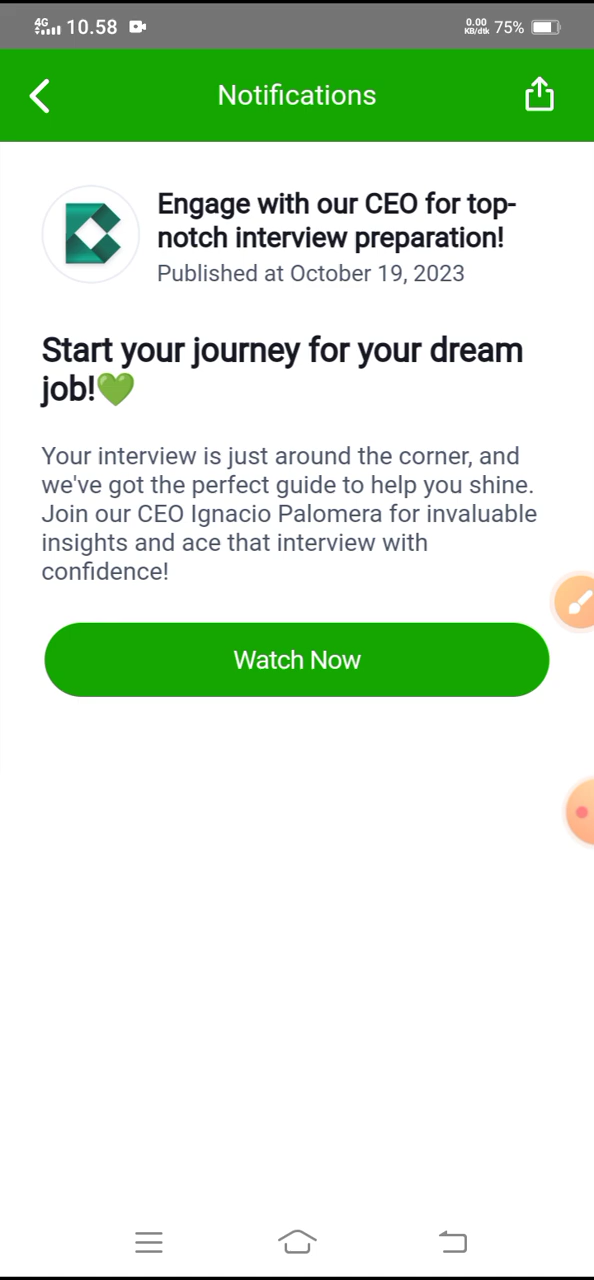 4G 10.58 0.00 KB/dtk 75%
Notifications
Engage with our CEO for top-
notch interview preparation!
Published at October 19, 2023
Start your journey for your dream
job!💚
Your interview is just around the corner, and
we've got the perfect guide to help you shine.
Join our CEO Ignacio Palomera for invaluable
insights and ace that interview with
confidence!
Watch Now